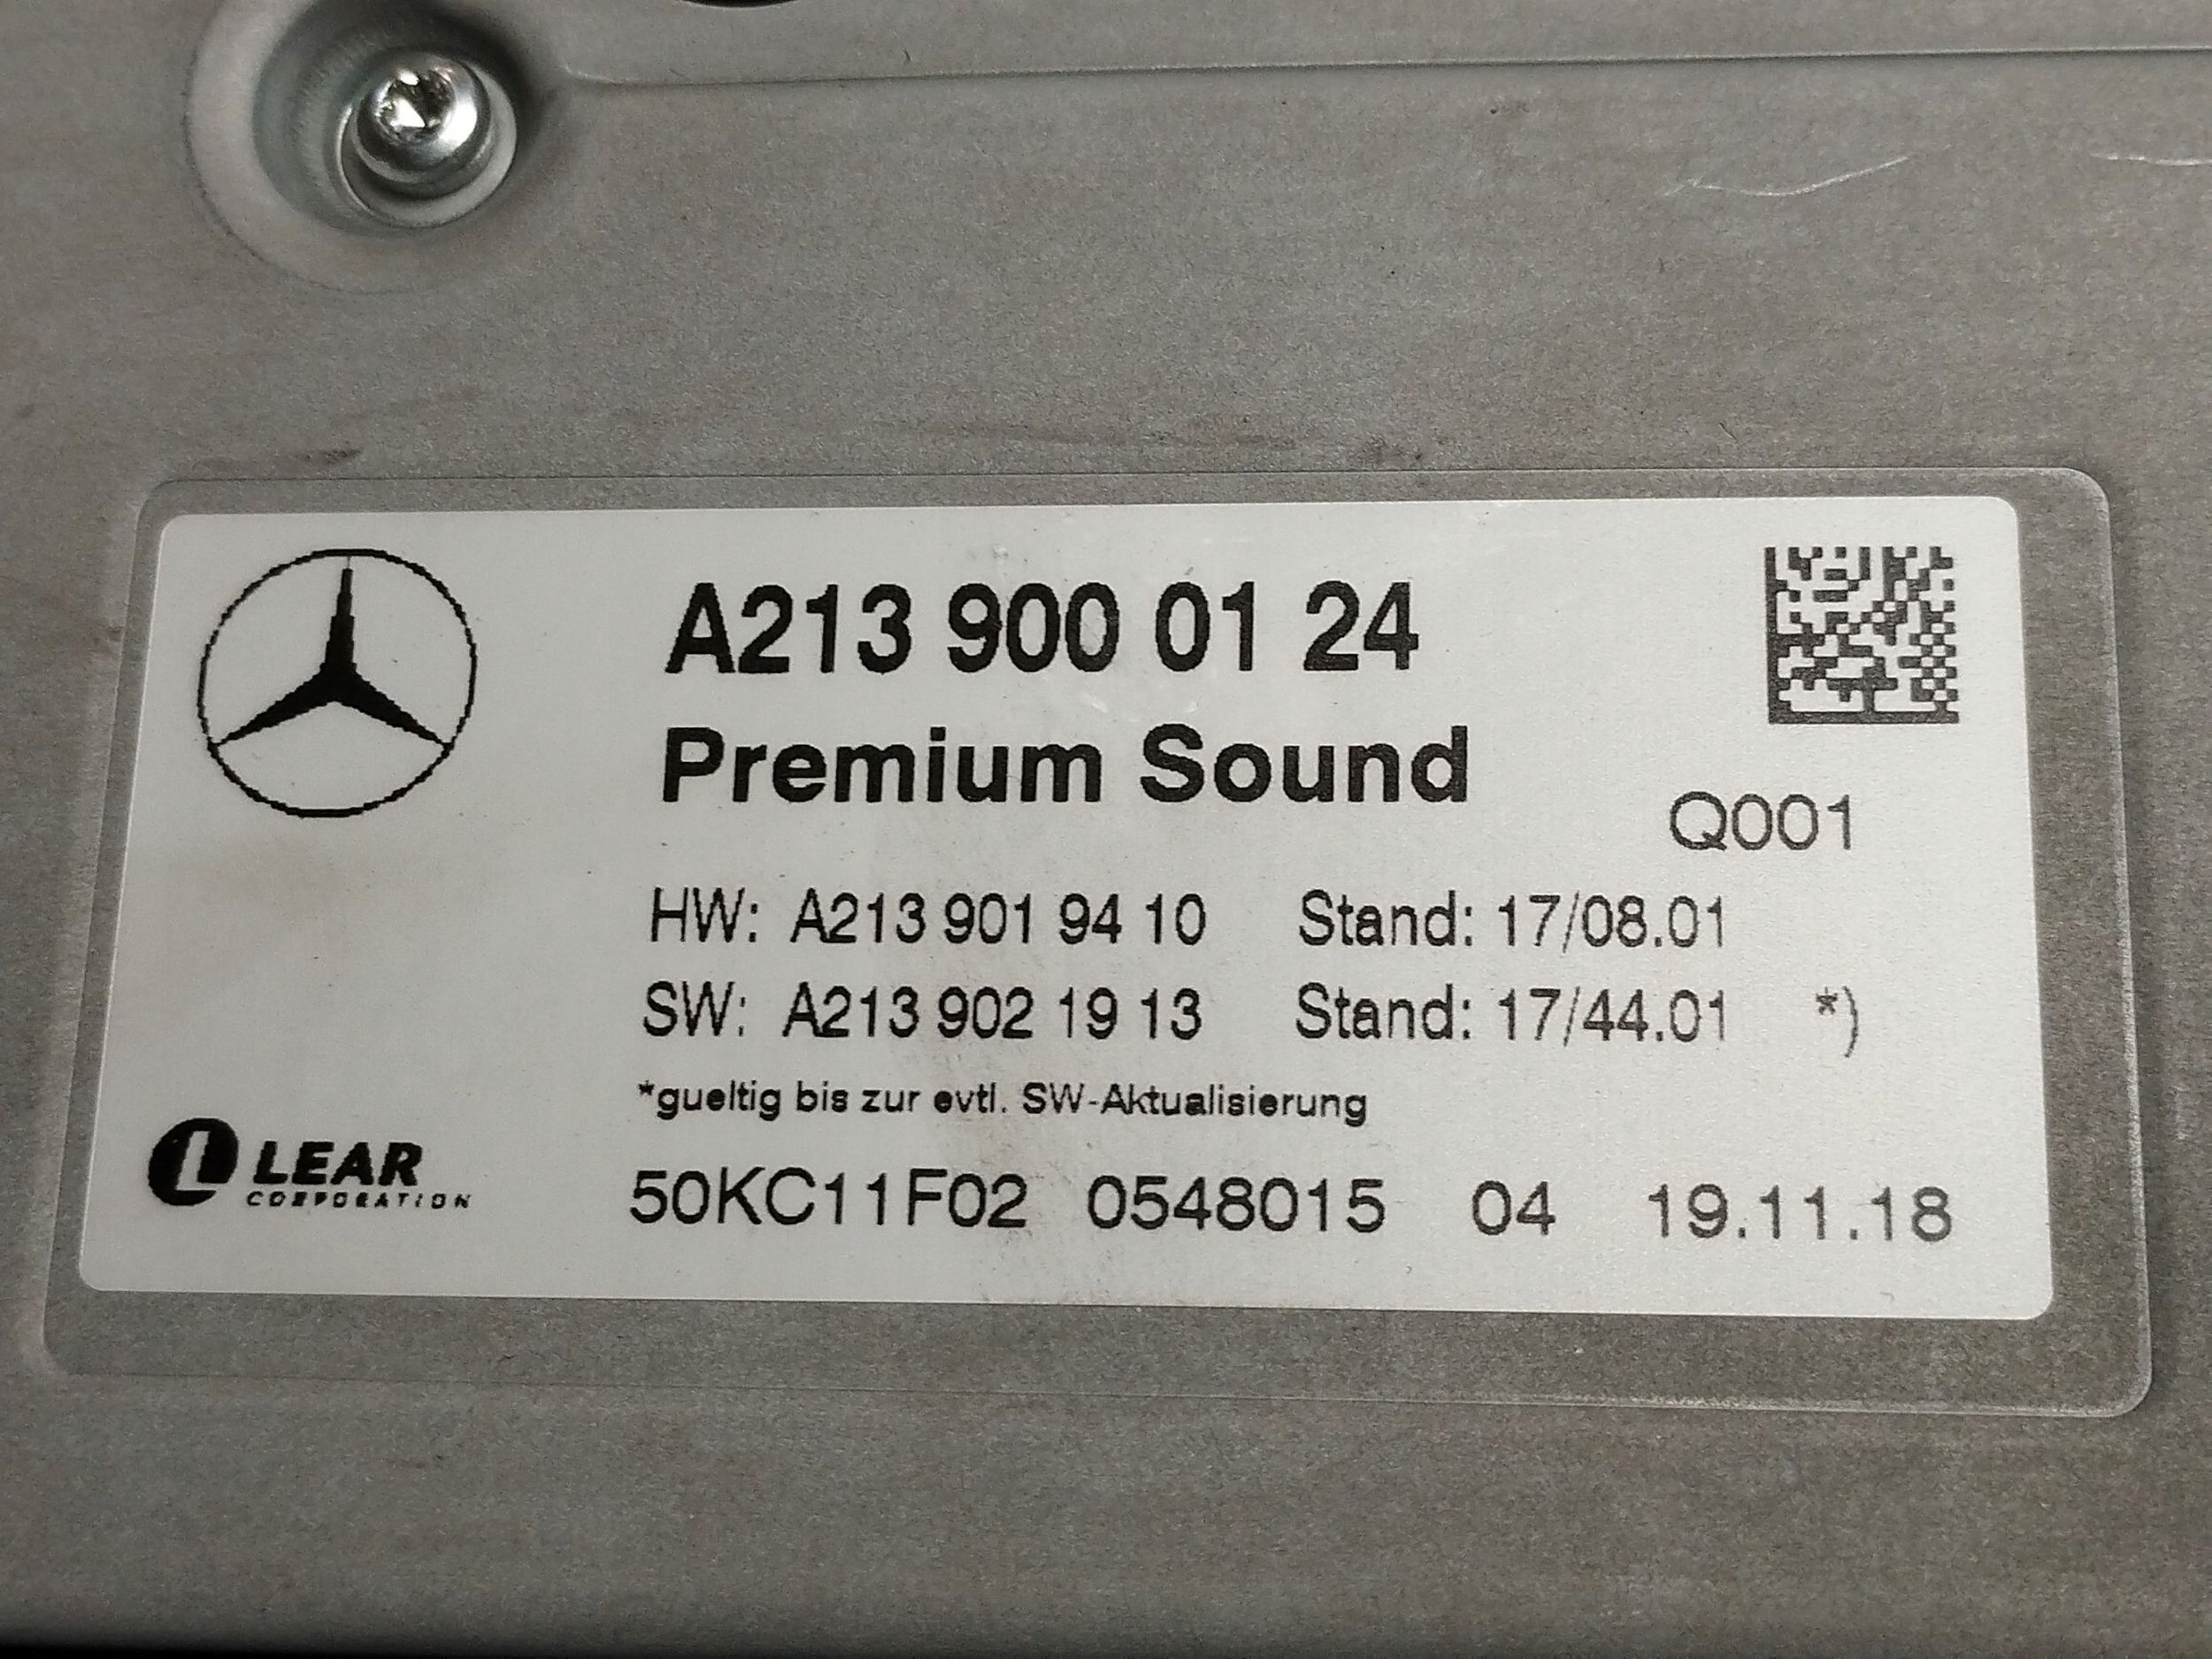 A213 900 01 24
Premium Sound
Q001
HW: A213 901 94 10 Stand: 17/08.01
SW: A213 902 19 13 Stand: 17/44.01 *)
*gueltig bis zur evtl. SW-Aktualisierung
LEAR
CORPORATION
50KC11F02 0548015 04 19.11.18